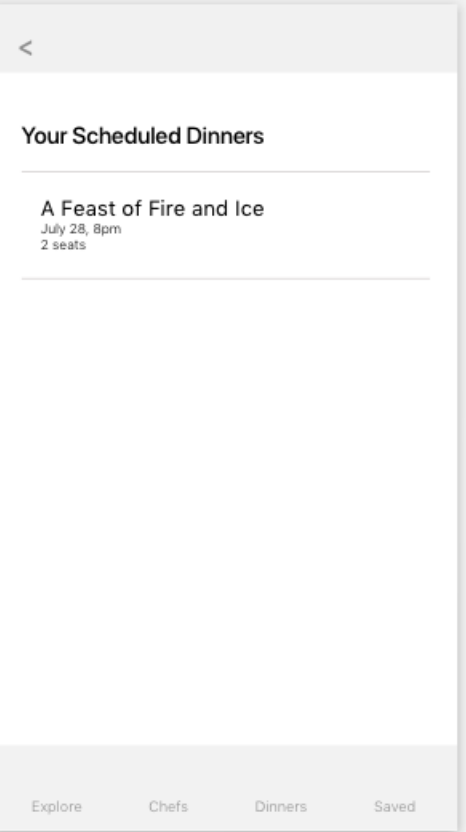 <
Your Scheduled Dinners
A Feast of Fire and Ice
July 28, 8pm
2 seats
Explore Chefs Dinners Saved